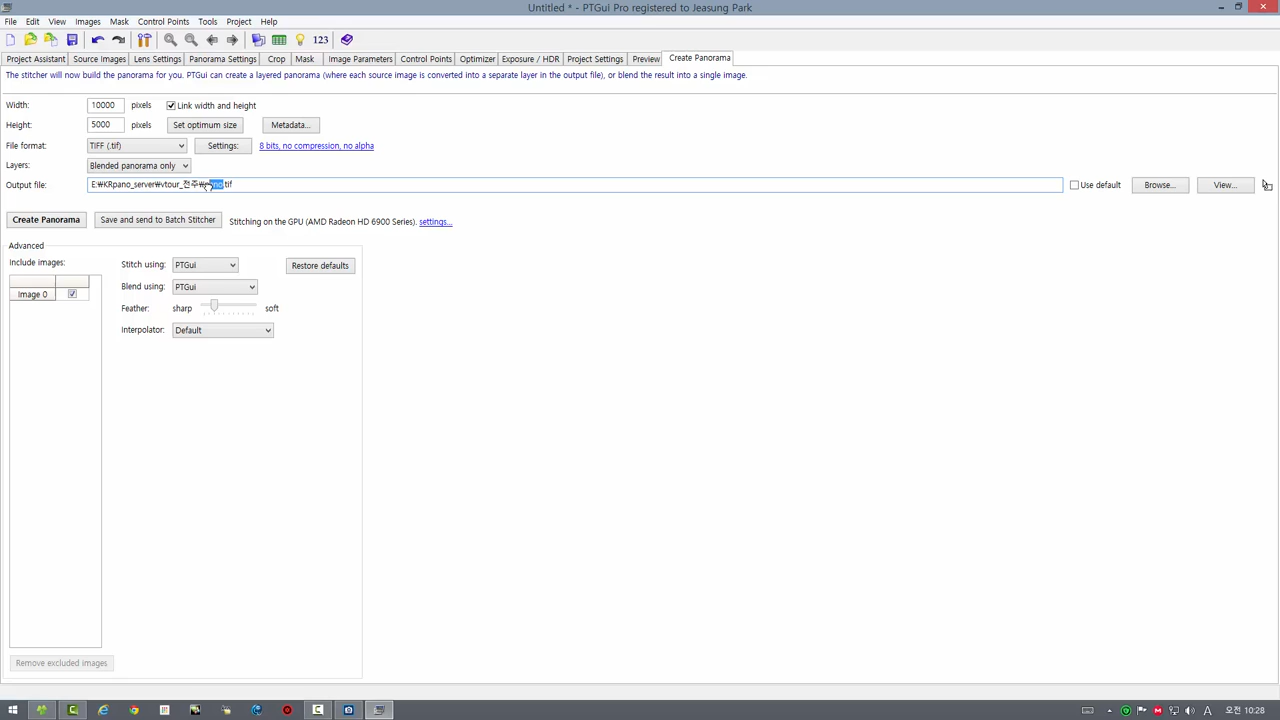 Untitled * - PTGui Pro registered to Jeasung Park
File Edit View Images Mask Control Points Tools Project Help
123
Project Assistant Source Images Lens Settings Panorama Settings Crop Mask Image Parameters Control Points Optimizer Exposure / HDR Project Settings Preview Create Panorama
The stitcher will now build the panorama for you. PTGui can create a layered panorama (where each source image is converted into a separate layer in the output file), or blend the result into a single image.
Width: 10000 pixels Link width and height
Height: 5000 pixels Set optimum size Metadata...
File format: TIFF (.tif) Settings: 8 bits, no compression, no alpha
Layers: Blended panorama only
Output file: Use default Browse... View...
Create Panorama Save and send to Batch Stitcher Stitching on the GPU (AMD Radeon HD 6900 Series). settings...
Advanced
Include images: Stitch using: PTGui Restore defaults
Image 0 Blend using: PTGui
Feather: sharp soft
Interpolator: Default
Remove excluded images
A 오전 10:28